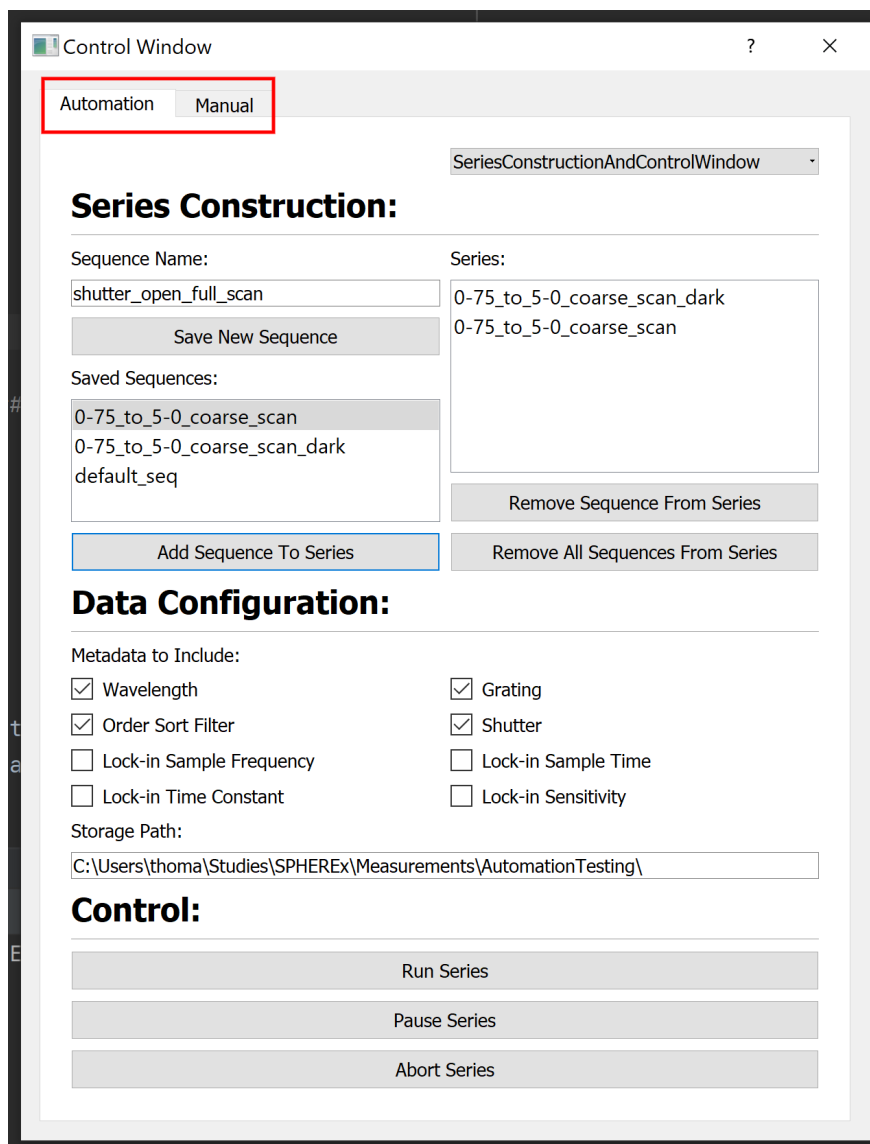 Control Window ?
Automation Manual
SeriesConstructionAndControlWindow
Series Construction:
Sequence Name:
shutter_open_full_scan
Save New Sequence
Saved Sequences:
0-75_to_5-0_coarse_scan
0-75_to_5-0_coarse_scan_dark
default_seq
Add Sequence To Series
Series:
0-75_to_5-0_coarse_scan_dark
0-75_to_5-0_coarse_scan
Remove Sequence From Series
Remove All Sequences From Series
Data Configuration:
Metadata to Include:
Wavelength Grating
Order Sort Filter Shutter
Lock-in Sample Frequency Lock-in Sample Time
Lock-in Time Constant Lock-in Sensitivity
Storage Path:
C:\Users\thoma\Studies\SPHEREx\Measurements\AutomationTesting\
Control:
Run Series
Pause Series
Abort Series
#
t
a
E